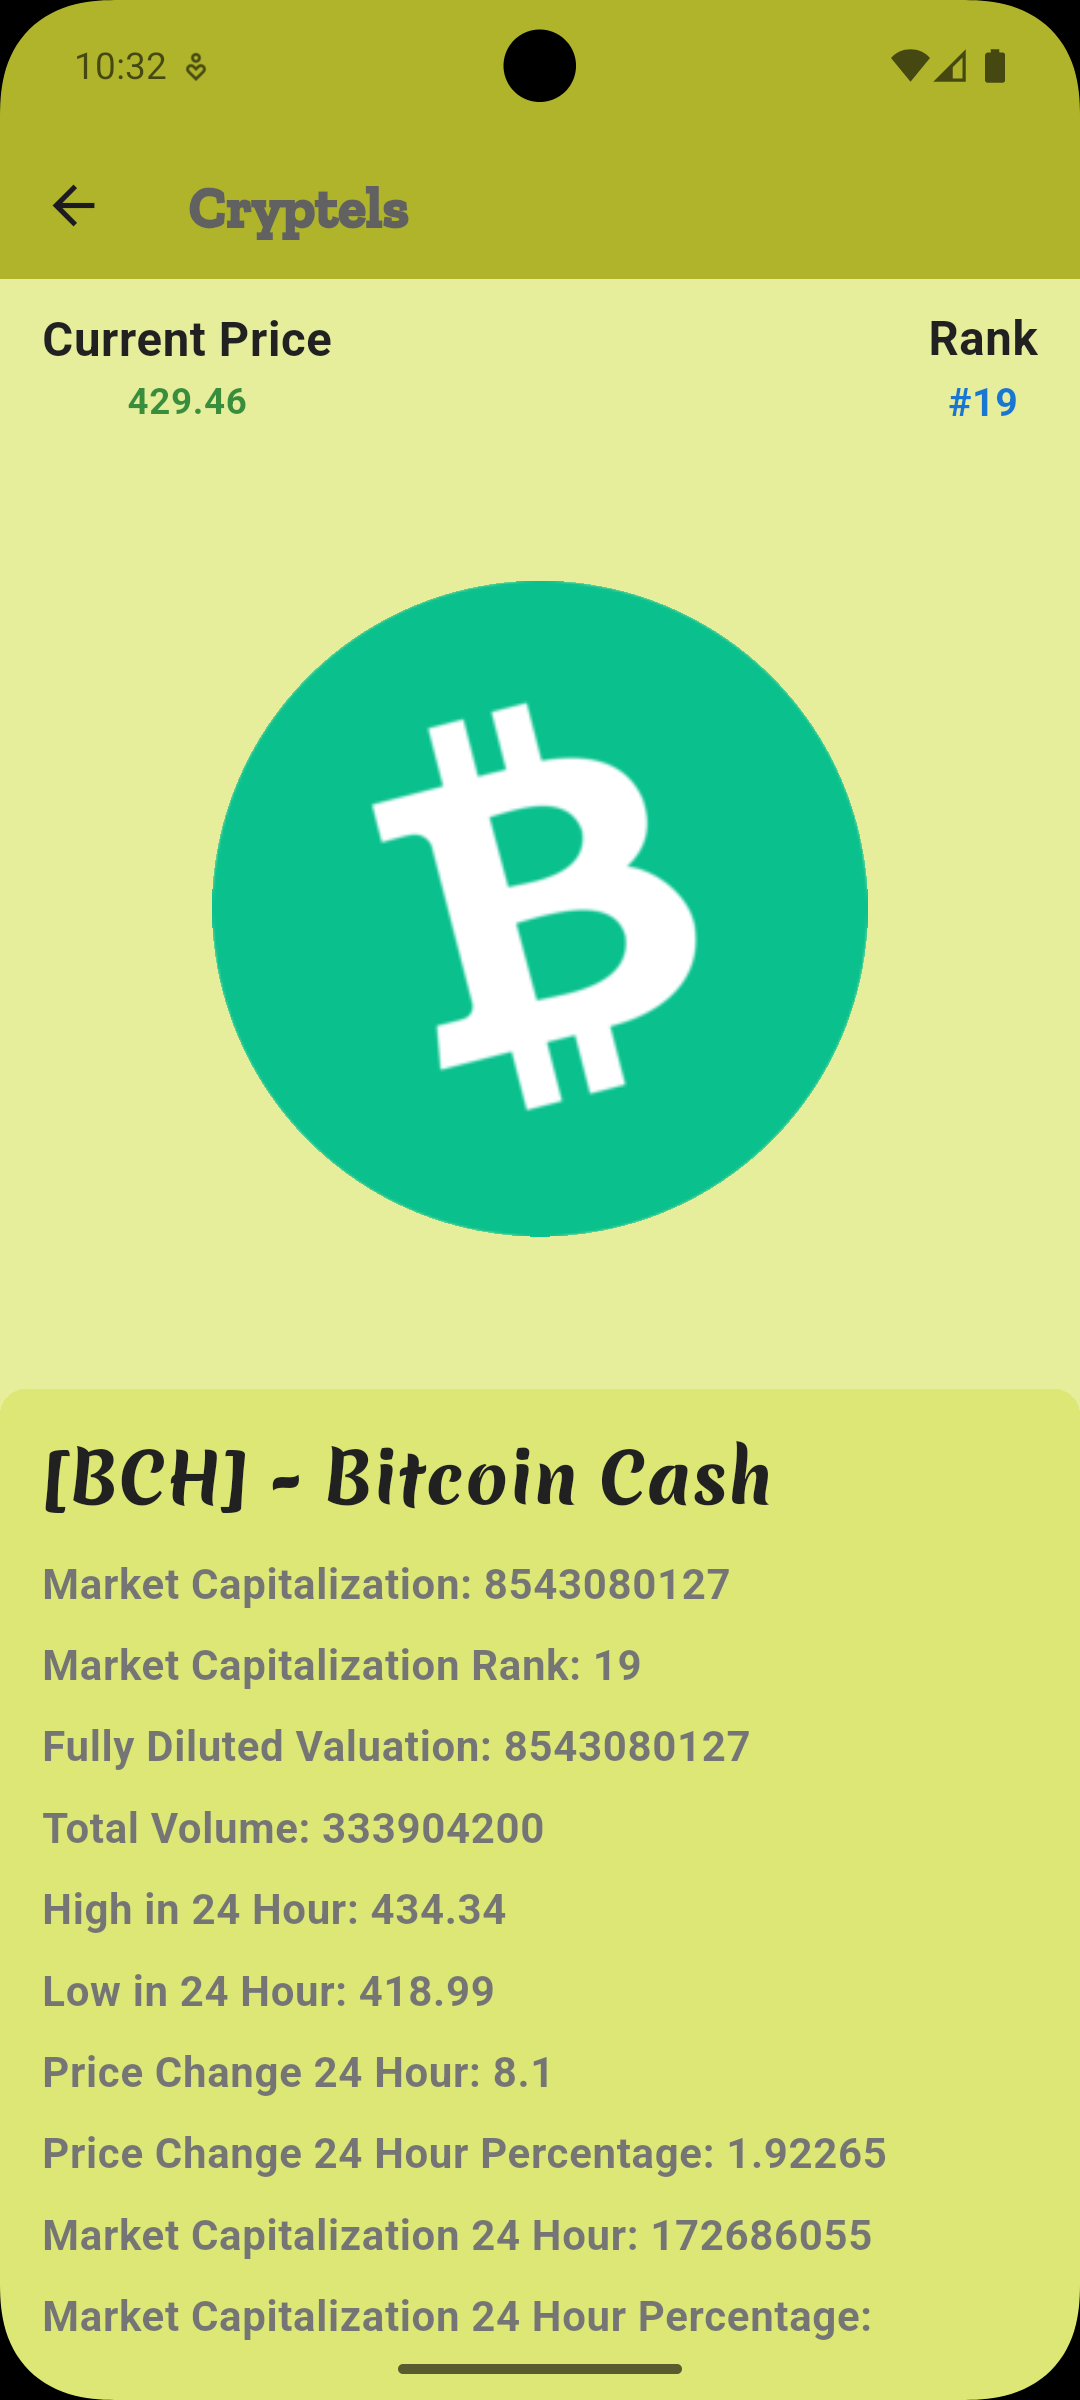 10:32
Cryptels
Current Price
Rank
429.46
#19
[BCH] - Bitcoin Cash
Market Capitalization: 8543080127
Market Capitalization Rank: 19
Fully Diluted Valuation: 8543080127
Total Volume: 333904200
High in 24 Hour: 434.34
Low in 24 Hour: 418.99
Price Change 24 Hour: 8.1
Price Change 24 Hour Percentage: 1.92265
Market Capitalization 24 Hour: 172686055
Market Capitalization 24 Hour Percentage: